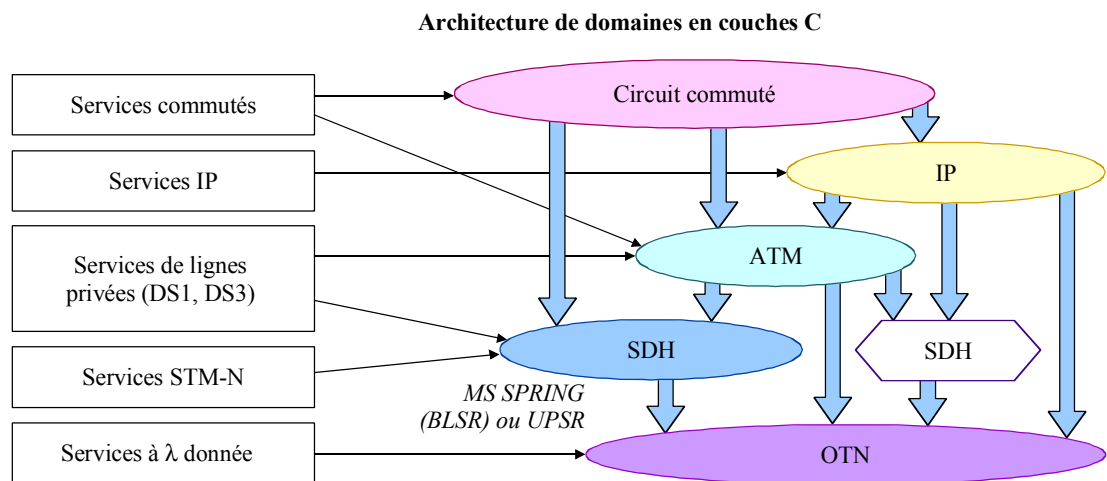 Architecture de domaines en couches C
Services commutés
Circuit commuté
Services IP
IP
Services de lignes
privées (DS1, DS3)
ATM
SDH
SDH
Services STM-N
MS SPRING
(BLSR) ou UPSR
Services à λ donnée
OTN